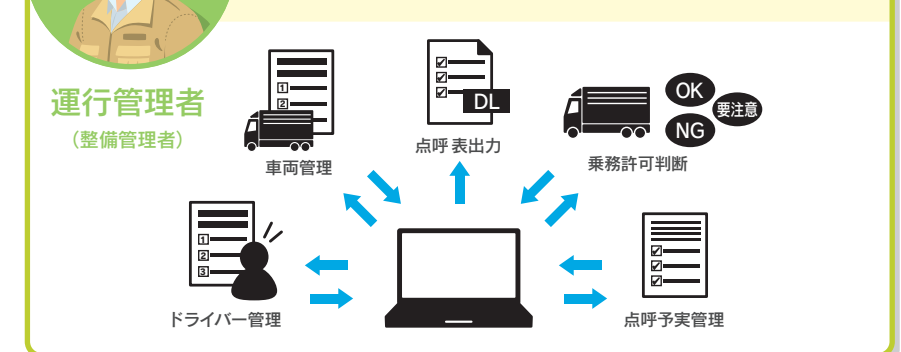 運行管理者
（整備管理者）
1
2
車両管理
DL
点呼表出力
OK
要注意
NG
乗務許可判断
1
2
3
ドライバー管理
点呼予実管理